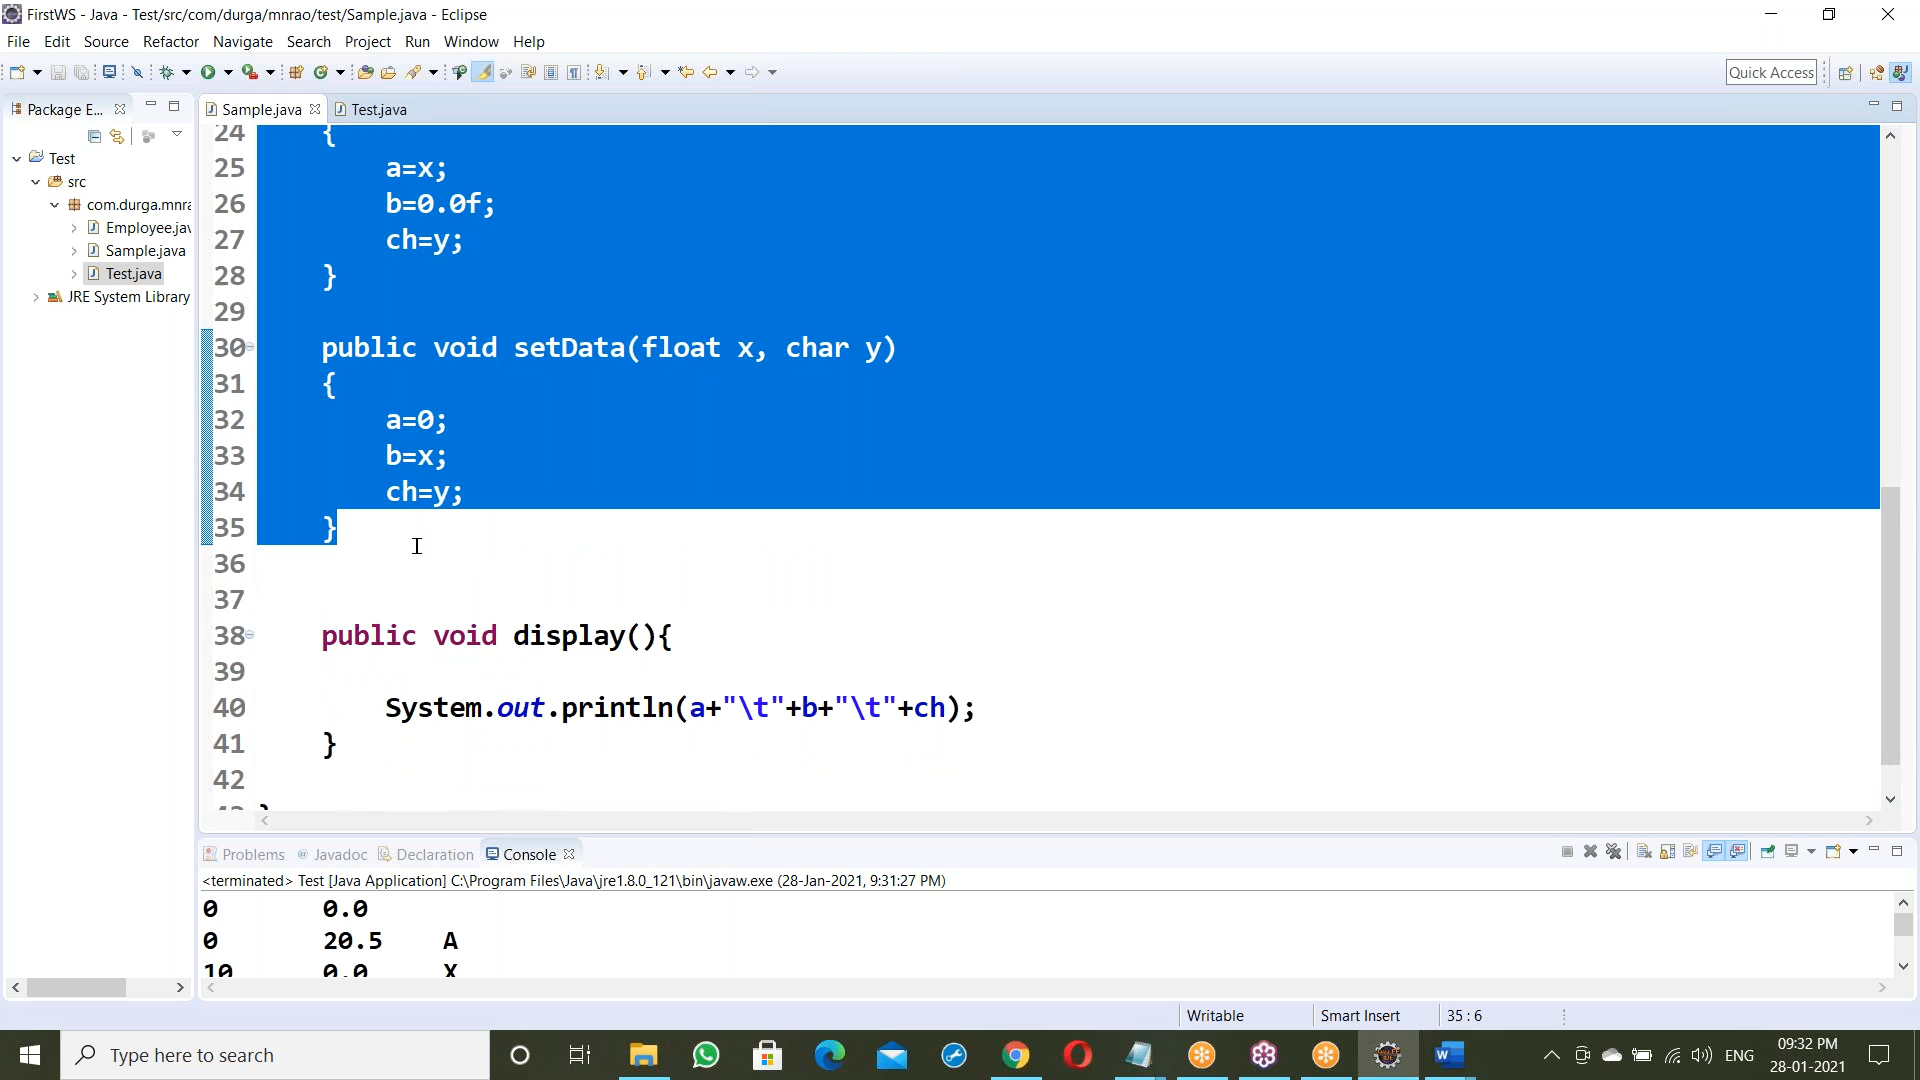 FirstWS - Java - Test/src/com/durga/mnrao/test/Sample.java - Eclipse
File Edit Source Refactor Navigate Search Project Run Window Help
Quick Access
Package E...
Sample.java
Test.java
Test
src
com.durga.mnra
Employee.jav
Sample.java
Test.java
JRE System Library
24 {
25 a=x;
26 b=0.0f;
27 ch=y;
28 }
29
30 public void setData(float x, char y)
31 {
32 a=0;
33 b=x;
34 ch=y;
35 }
36
37
38 public void display(){
39
40 System.out.println(a+"\t"+b+"\t"+ch);
41 }
42
Problems @ Javadoc Declaration Console
<terminated> Test [Java Application] C:\Program Files\Java\jre1.8.0_121\bin\javaw.exe (28-Jan-2021, 9:31:27 PM)
0 0.0
0 20.5 A
10 0.0 X
Writable Smart Insert 35 : 6
Type here to search
ENG
09:32 PM
28-01-2021